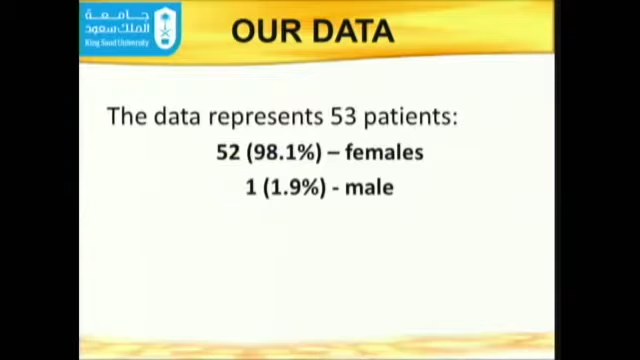 جامعة
الملك سعود
King Saud University
OUR DATA
The data represents 53 patients:
52 (98.1%) – females
1 (1.9%) - male